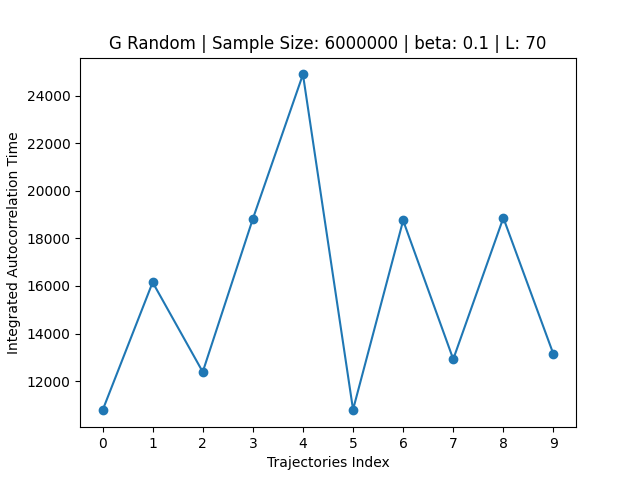 G Random | Sample Size: 6000000 | beta: 0.1 | L: 70
Integrated Autocorrelation Time
24000
22000
20000
18000
16000
14000
12000
0 1 2 3 4 5 6 7 8 9
Trajectories Index